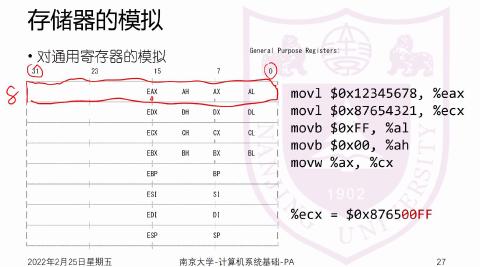 存储器的模拟
• 对通用寄存器的模拟
General Purpose Registers:
31 23 15 7 0
8
EAX AH AX AL
EDX DH DX DL
ECX CH CX CL
EBX BH BX BL
EBP BP
ESI SI
EDI DI
ESP SP
movl $0x12345678, %eax
movl $0x87654321, %ecx
movb $0xFF, %al
movb $0x00, %ah
movw %ax, %cx
%ecx = $0x876500FF
NANJING UNIVERSITY
1902
2022年2月25日星期五
南京大学-计算机系统基础-PA
27